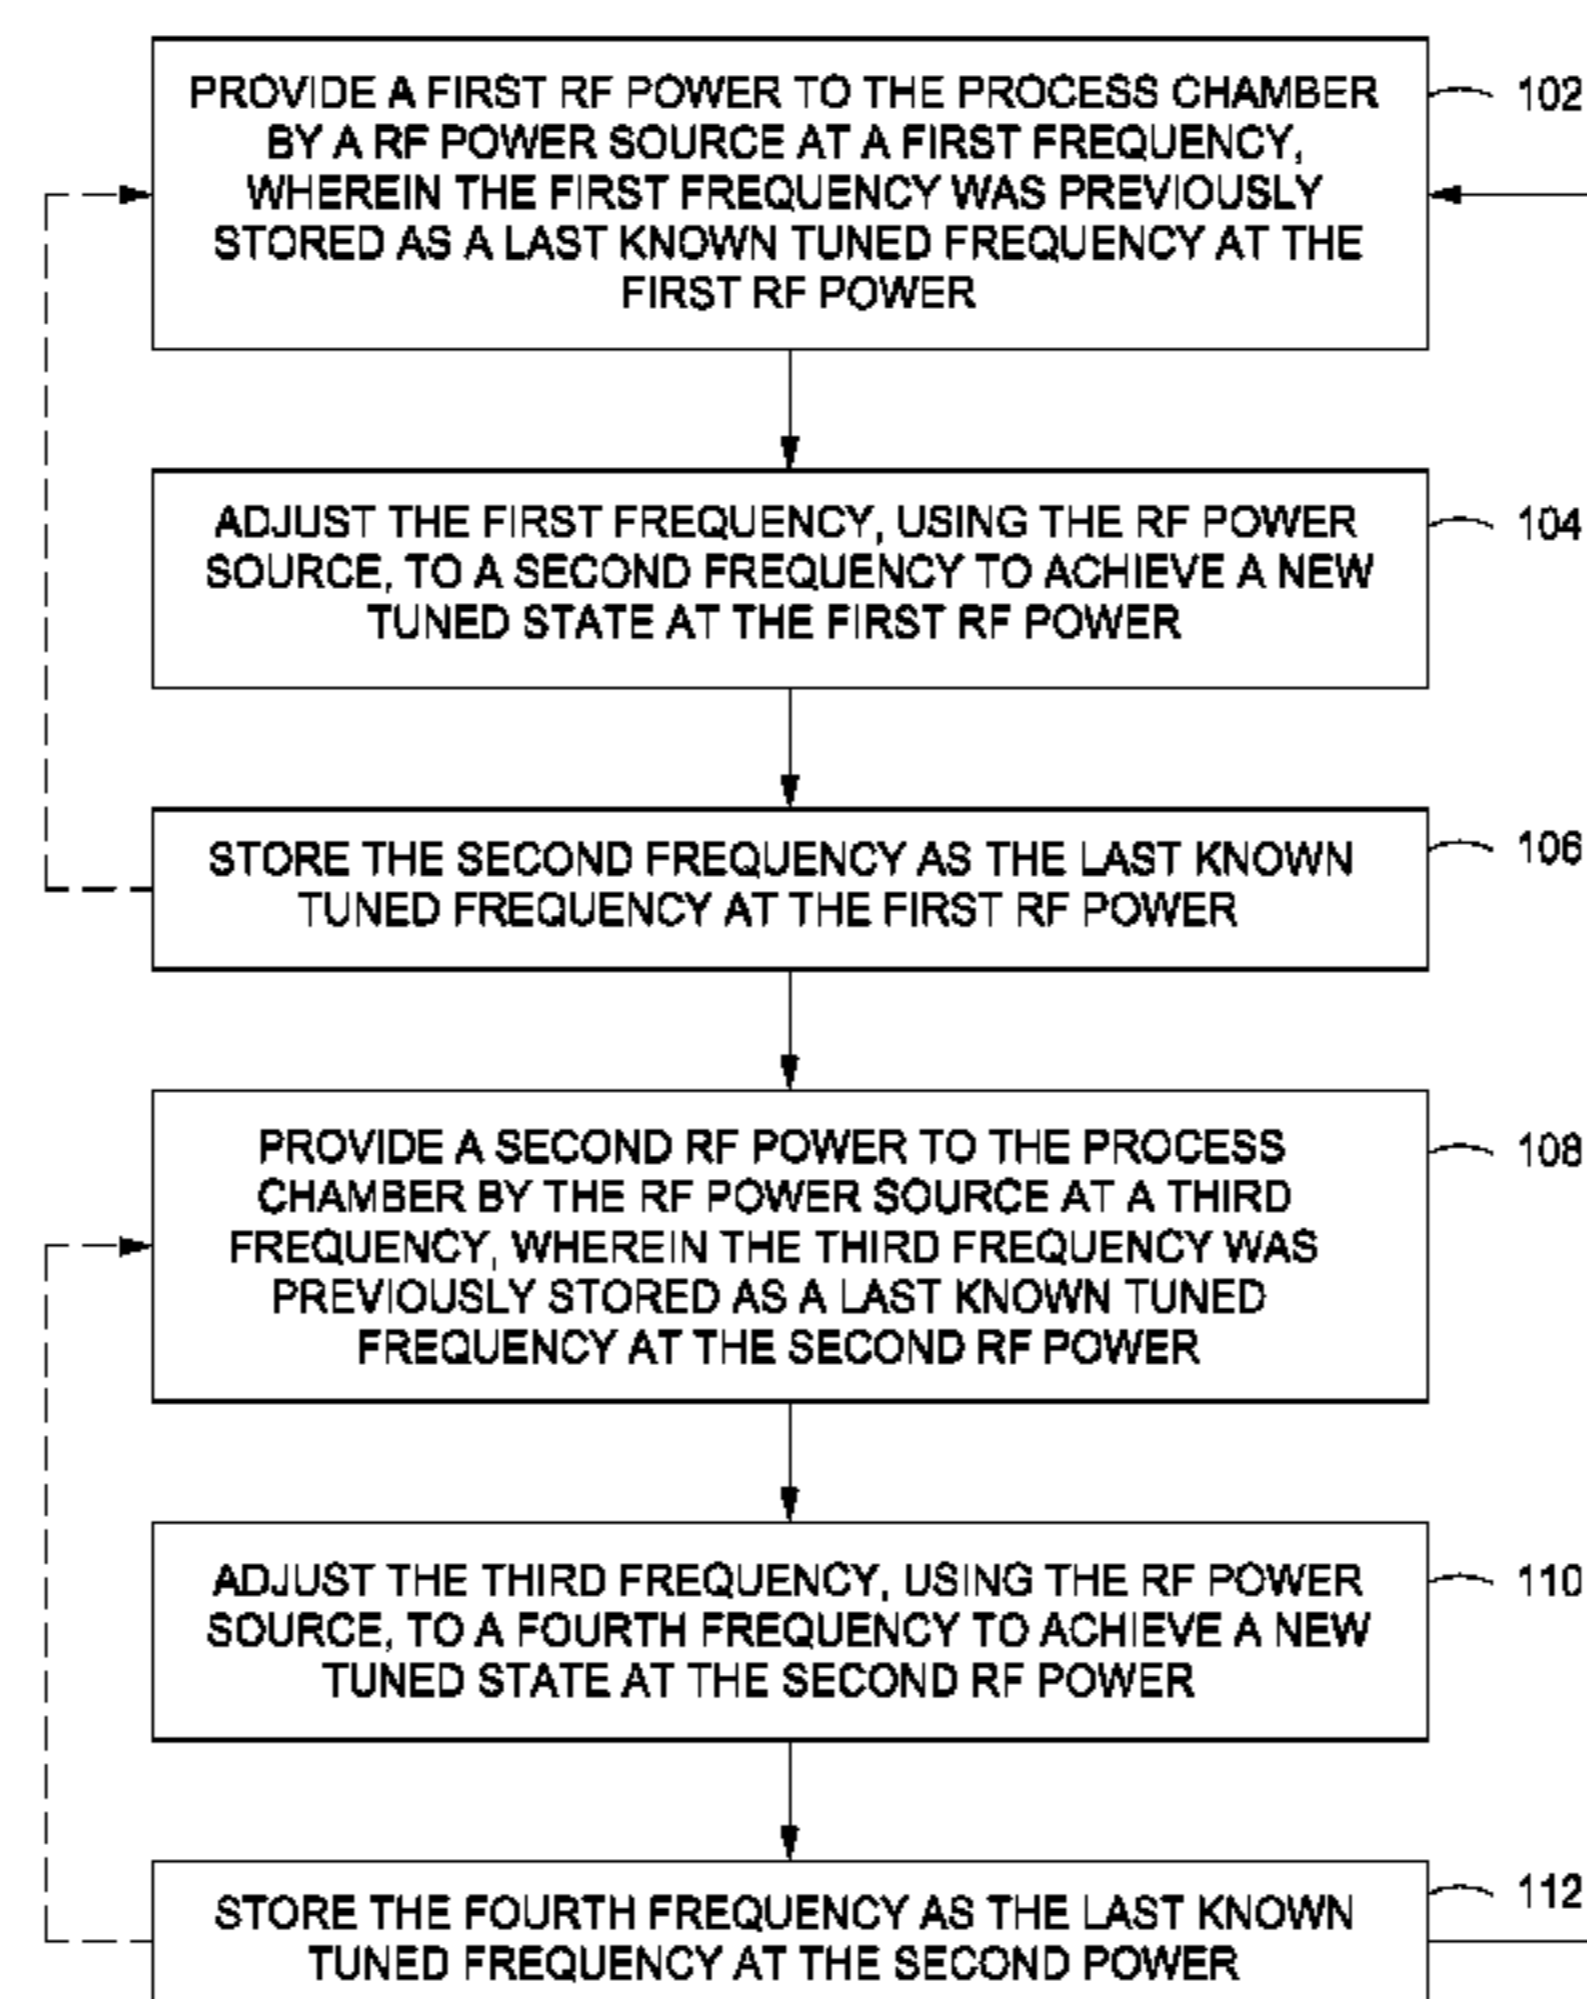 PROVIDE A FIRST RF POWER TO THE PROCESS CHAMBER
BY A RF POWER SOURCE AT A FIRST FREQUENCY,
WHEREIN THE FIRST FREQUENCY WAS PREVIOUSLY
STORED AS A LAST KNOWN TUNED FREQUENCY AT THE
FIRST RF POWER
102
ADJUST THE FIRST FREQUENCY, USING THE RF POWER
SOURCE, TO A SECOND FREQUENCY TO ACHIEVE A NEW
TUNED STATE AT THE FIRST RF POWER
104
STORE THE SECOND FREQUENCY AS THE LAST KNOWN
TUNED FREQUENCY AT THE FIRST RF POWER
106
PROVIDE A SECOND RF POWER TO THE PROCESS
CHAMBER BY THE RF POWER SOURCE AT A THIRD
FREQUENCY, WHEREIN THE THIRD FREQUENCY WAS
PREVIOUSLY STORED AS A LAST KNOWN TUNED
FREQUENCY AT THE SECOND RF POWER
108
ADJUST THE THIRD FREQUENCY, USING THE RF POWER
SOURCE, TO A FOURTH FREQUENCY TO ACHIEVE A NEW
TUNED STATE AT THE SECOND RF POWER
110
STORE THE FOURTH FREQUENCY AS THE LAST KNOWN
TUNED FREQUENCY AT THE SECOND POWER
112